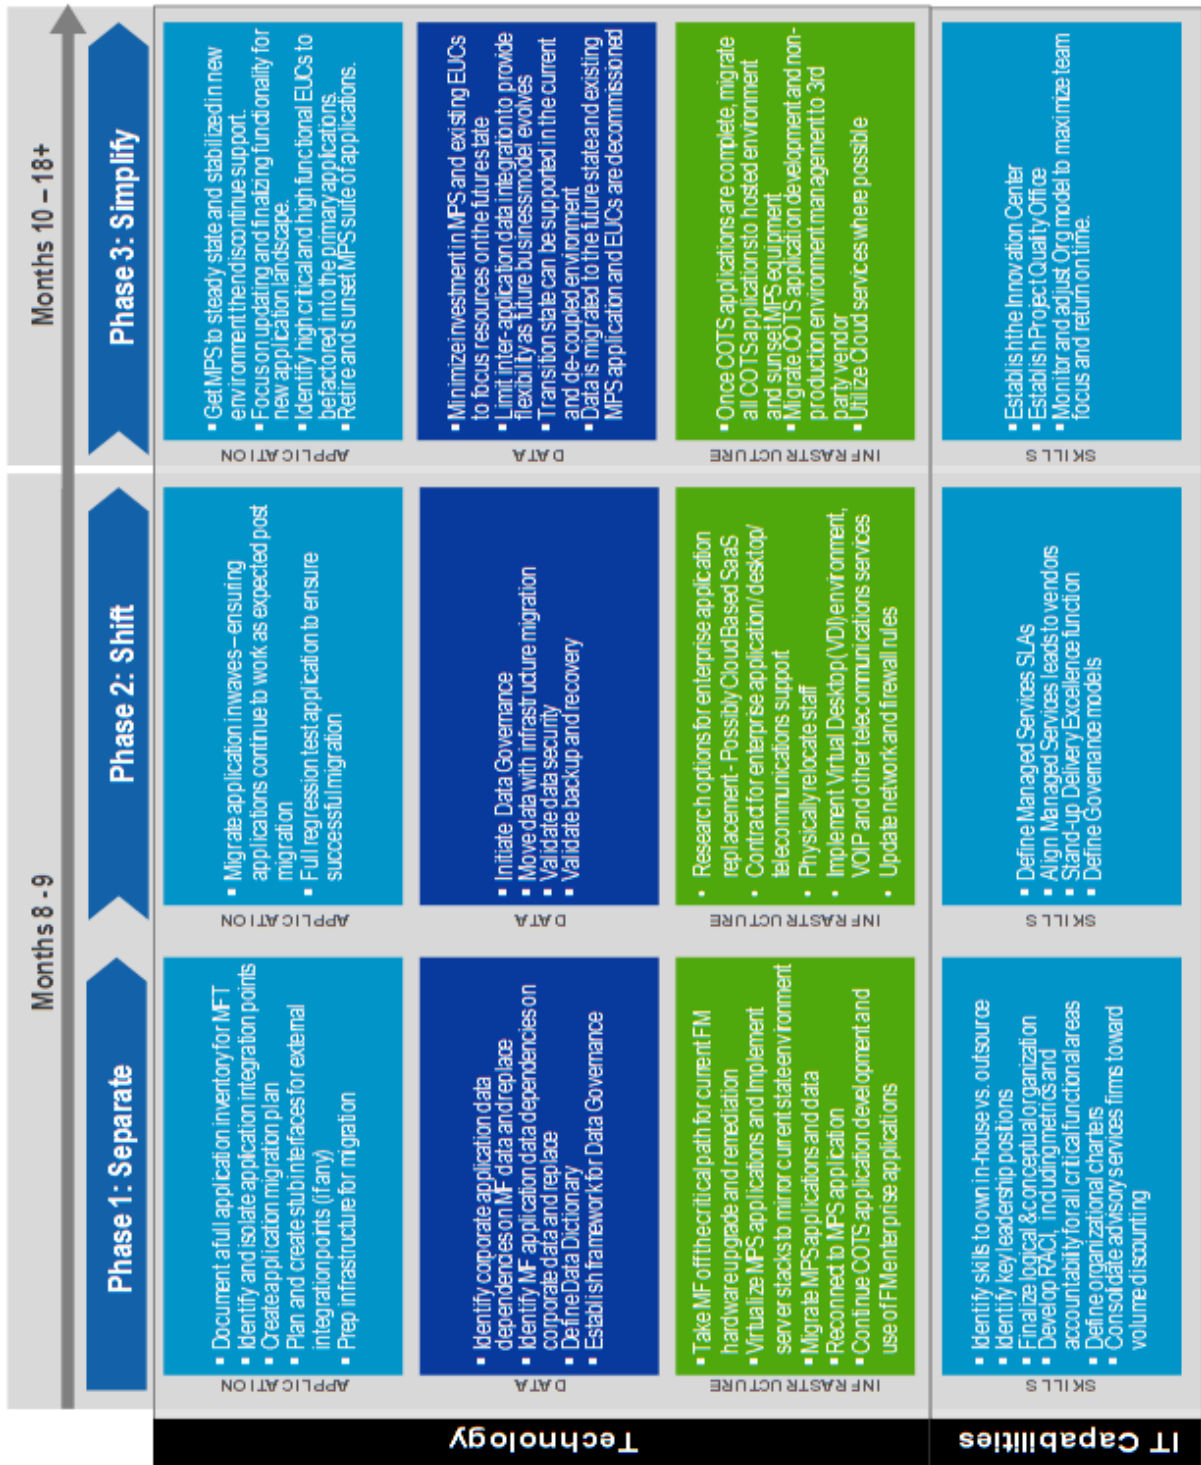 Months 8 - 9
Months 10 – 18+
Phase 1: Separate
Phase 2: Shift
Phase 3: Simplify
Technology
APPLICATION
▪ Document a full application inventory for MFT
▪ Identify and isolate application integration points
▪ Create application migration plan
▪ Plan and create stub interfaces for external
integration points (if any)
▪ Prep infrastructure for migration
APPLICATION
▪ Migrate application in waves – ensuring
applications continue to work as expected post
migration
▪ Full regression test application to ensure
successful migration
APPLICATION
▪ Get MPS to steady state and stabilized in new
environment then discontinue support.
▪ Focus on updating and finalizing functionality for
new application landscape.
▪ Identify high critical and high functional EUCs to
be factored into the primary applications.
▪ Retire and sunset MPS suite of applications.
DATA
▪ Identify corporate application data
dependencies on MF data and replace
▪ Identify MF application data dependencies on
corporate data and replace
▪ Define Data Dictionary
▪ Establish framework for Data Governance
DATA
▪ Initiate Data Governance
▪ Move data with infrastructure migration
▪ Validate data security
▪ Validate backup and recovery
DATA
▪ Minimize investment in MPS and existing EUCs
to focus resources on the future state
▪ Limit inter-application data integration to provide
flexibility as future business model evolves
▪ Transition state can be supported in the current
and de-coupled environment
▪ Data is migrated to the future state and existing
MPS application and EUCs are decommissioned
INFRASTRUCTURE
▪ Take MF off the critical path for current FM
hardware upgrade and remediation
▪ Virtualize MPS applications and Implement
server stacks to mirror current state environment
▪ Migrate MPS applications and data
▪ Reconnect to MPS application
▪ Continue COTS application development and
use of FM enterprise applications
INFRASTRUCTURE
• Research options for enterprise application
replacement - Possibly Cloud Based SaaS
• Contract for enterprise application / desktop/
telecommunications support
▪ Physically relocate staff
▪ Implement Virtual Desktop (VDI) environment,
VOIP and other telecommunications services
• Update network and firewall rules
INFRASTRUCTURE
▪ Once COTS applications are complete, migrate
all COTS applications to hosted environment
and sunset MPS equipment
▪ Migrate COTS application development and non-
production environment management to 3rd
party vendor
▪ Utilize Cloud services where possible
IT Capabilities
SKILLS
▪ Identify skills to own in-house vs. outsource
▪ Identify key leadership positions
▪ Finalize logical & conceptual organization
▪ Develop RACI, including metrics and
accountability for all critical functional areas
▪ Define organizational charters
▪ Consolidate advisory services firms toward
volume discounting
SKILLS
▪ Define Managed Services SLAs
▪ Align Managed Services leads to vendors
▪ Stand-up Delivery Excellence function
▪ Define Governance models
SKILLS
▪ Establish the Innovation Center
▪ Establish Project Quality Office
▪ Monitor and adjust Org model to maximize team
focus and return on time.